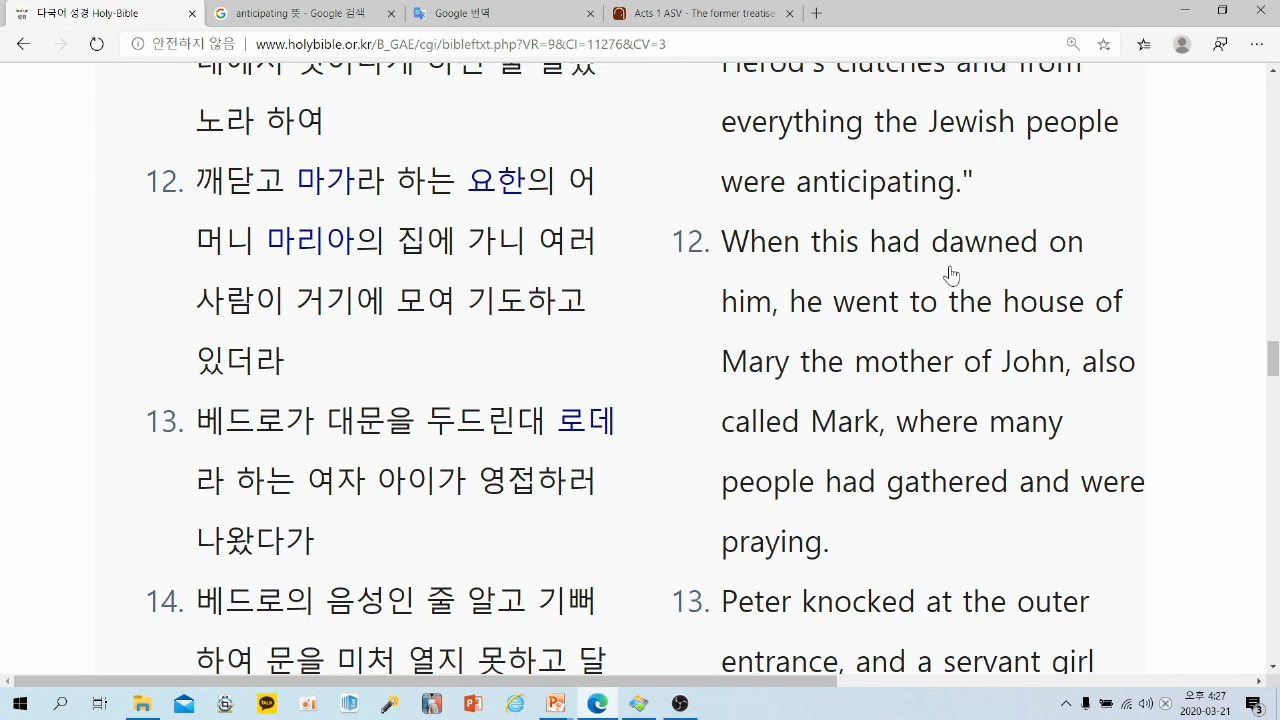 다국어 성경 Holy-Bible
anticipating 뜻 - Google 검색
Google 번역
Acts 1 ASV - The former treatise
안전하지 않음
www.holybible.or.kr/B_GAE/cgi/bibleftxt.php?VR=9&CI=11276&CV=3
노라 하여
12. 깨닫고 마가라 하는 요한의 어
머니 마리아의 집에 가니 여러
사람이 거기에 모여 기도하고
있더라
13. 베드로가 대문을 두드린대 로데
라 하는 여자 아이가 영접하러
나왔다가
14. 베드로의 음성인 줄 알고 기뻐
하여 문을 미처 열지 못하고 달
Herod's clutches and from
everything the Jewish people
were anticipating."
12. When this had dawned on
him, he went to the house of
Mary the mother of John, also
called Mark, where many
people had gathered and were
praying.
13. Peter knocked at the outer
entrance, and a servant girl
오후 4:27
2020-03-21
3